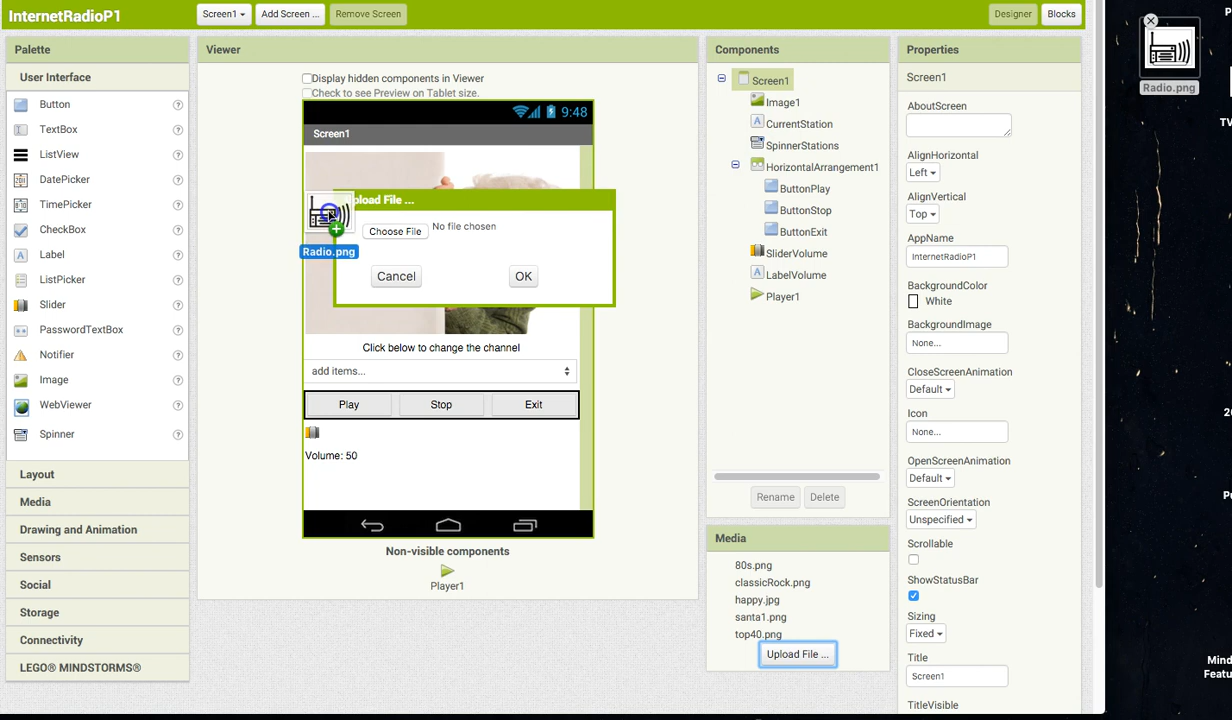 InternetRadioP1
Screen1
Add Screen ...
Remove Screen
Designer
Blocks
Palette
User Interface
Button
TextBox
ListView
DatePicker
TimePicker
CheckBox
Label
ListPicker
Slider
PasswordTextBox
Notifier
Image
WebViewer
Spinner
Layout
Media
Drawing and Animation
Sensors
Social
Storage
Connectivity
LEGO® MINDSTORMS®
Viewer
Display hidden components in Viewer
Check to see Preview on Tablet size.
9:48
Screen1
Upload File ...
Choose File No file chosen
Cancel
OK
Radio.png
Click below to change the channel
add items...
Play
Stop
Exit
Volume: 50
Non-visible components
Player1
Components
Screen1
Image1
CurrentStation
SpinnerStations
HorizontalArrangement1
ButtonPlay
ButtonStop
ButtonExit
SliderVolume
LabelVolume
Player1
Rename
Delete
Media
80s.png
classicRock.png
happy.jpg
santa1.png
top40.png
Upload File ...
Properties
Screen1
AboutScreen
AlignHorizontal
Left
AlignVertical
Top
AppName
InternetRadioP1
BackgroundColor
White
BackgroundImage
None...
CloseScreenAnimation
Default
Icon
None...
OpenScreenAnimation
Default
ScreenOrientation
Unspecified
Scrollable
ShowStatusBar
Sizing
Fixed
Title
Screen1
TitleVisible
Radio.png
TV
Mind
Featu